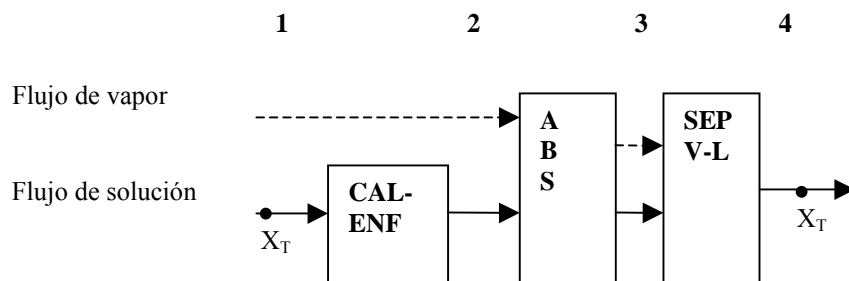 1 2 3 4
Flujo de vapor
A
B
S
SEP
V-L
Flujo de solución
CAL-
ENF
X_T
X_T